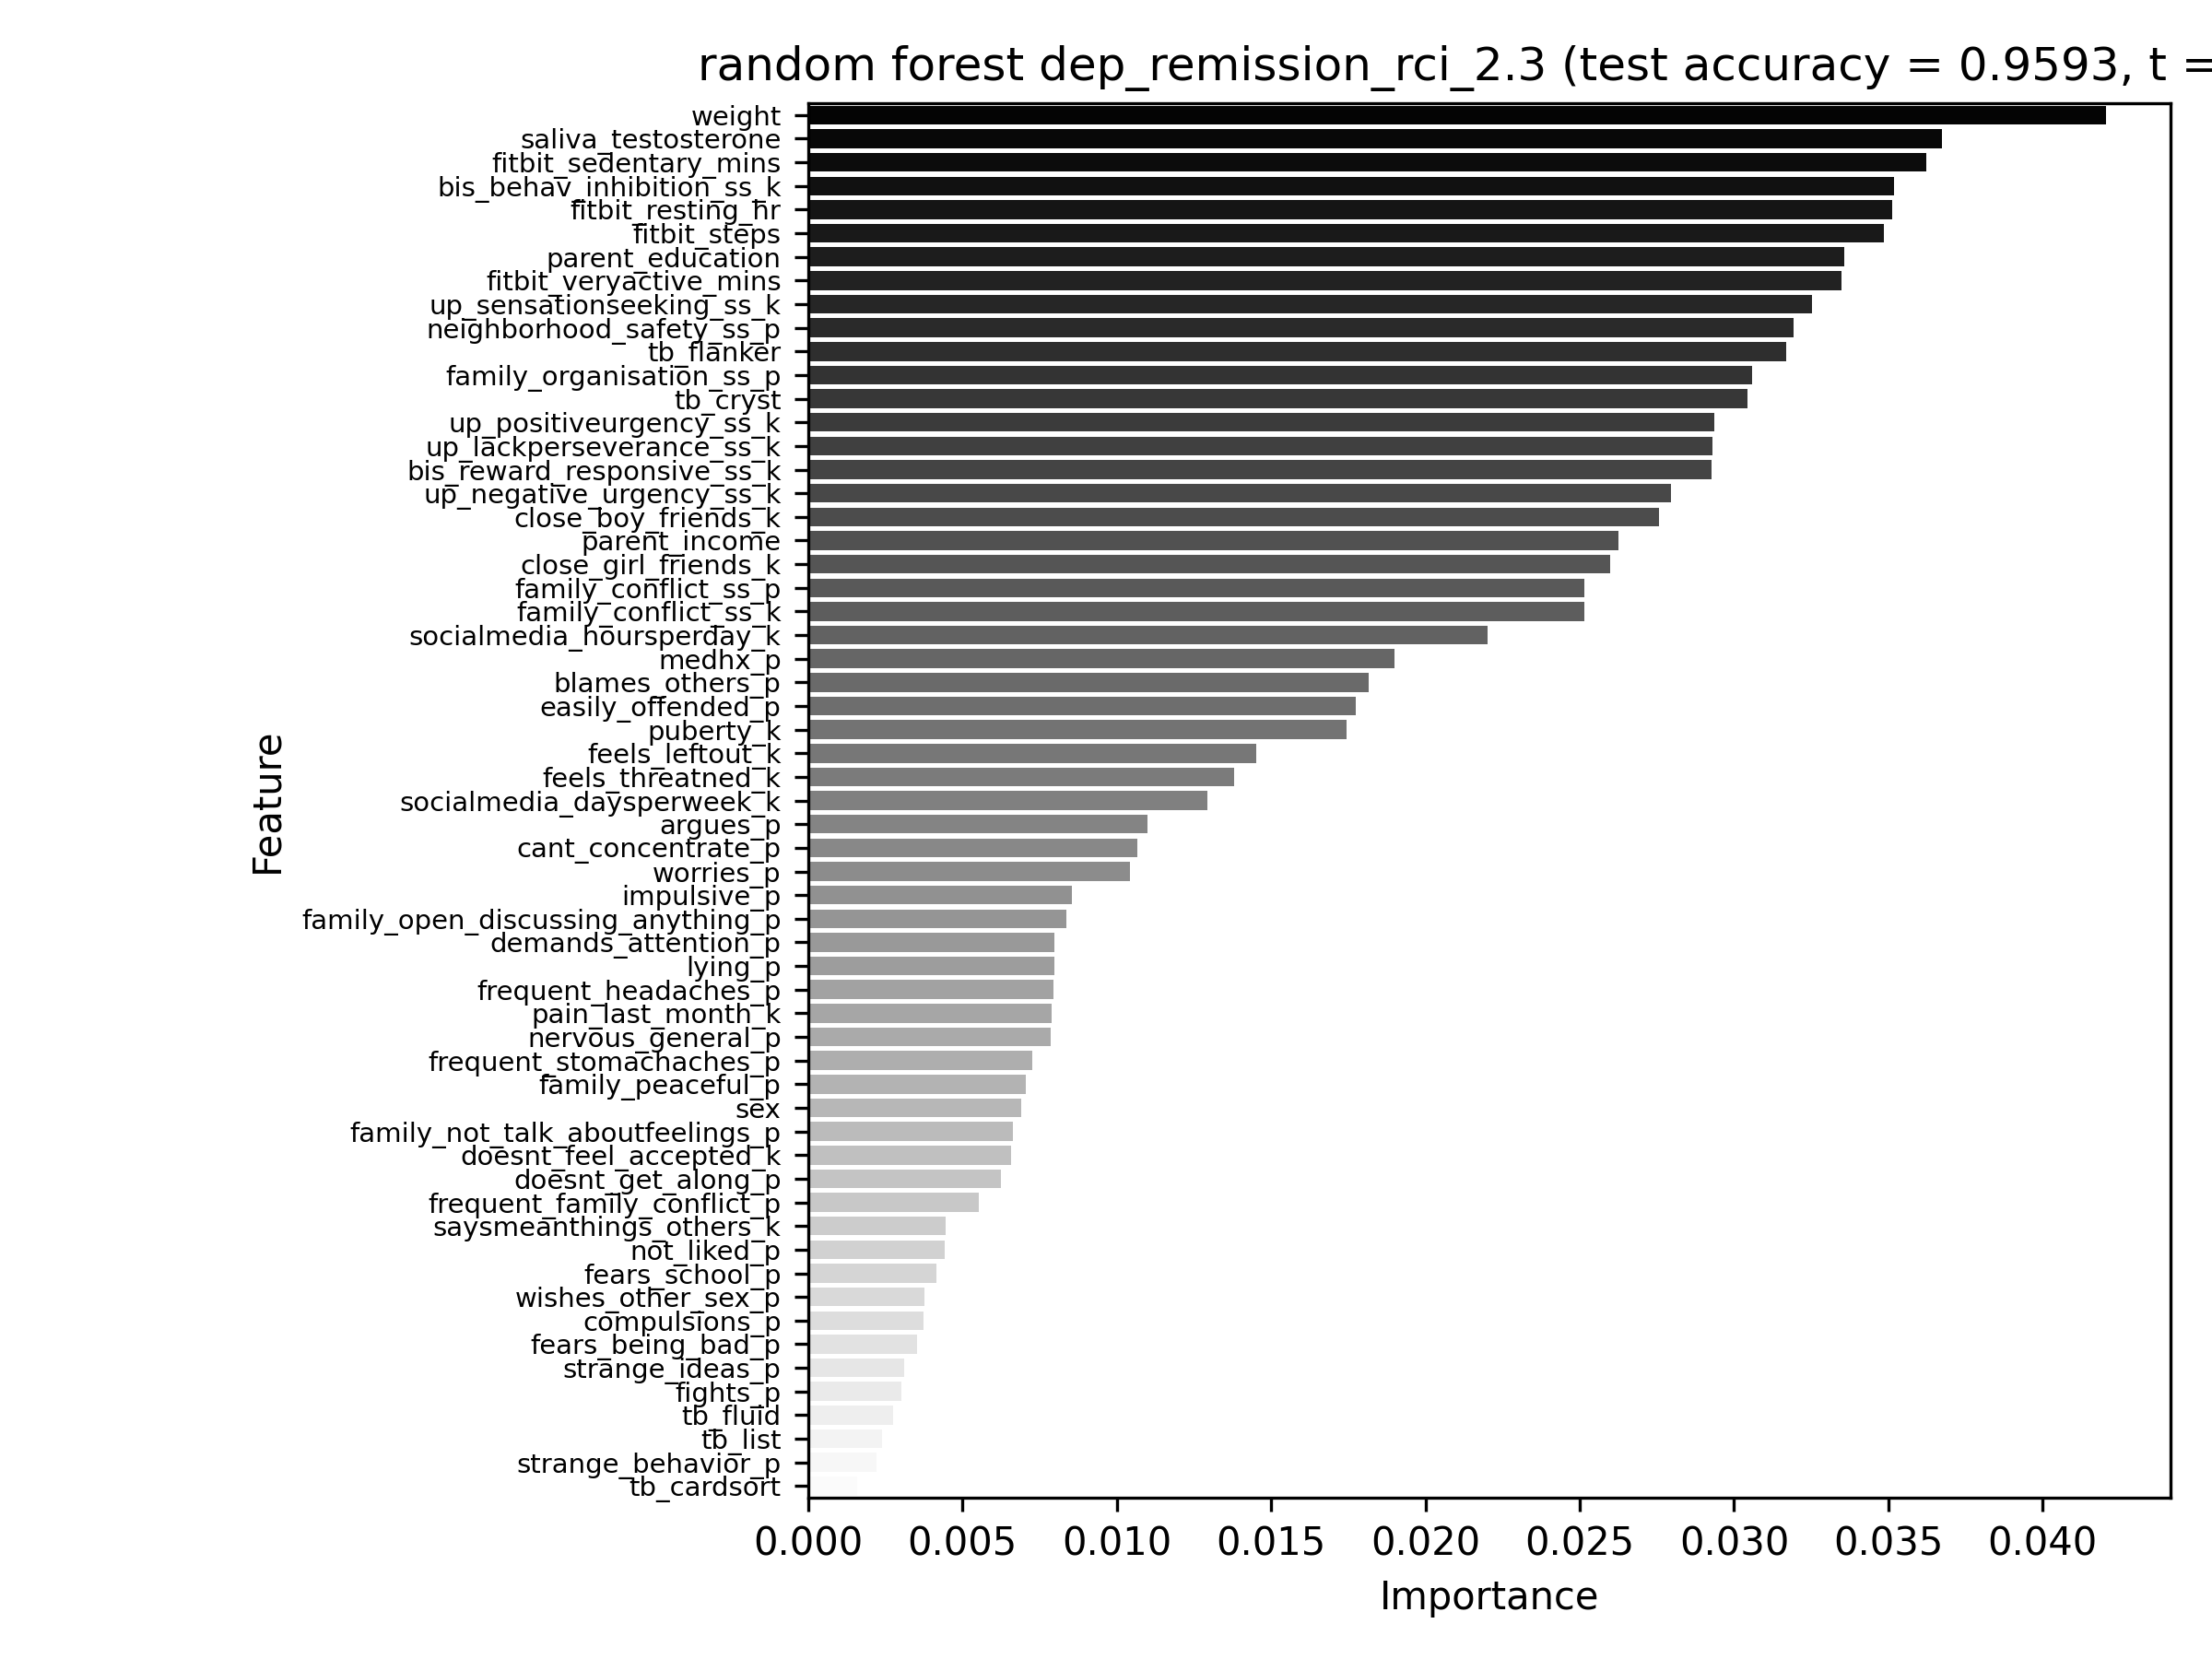 random forest dep_remission_rci_2.3 (test accuracy = 0.9593, t =
weight
saliva_testosterone
fitbit_sedentary_mins
bis_behav_inhibition_ss_k
fitbit_resting_hr
fitbit_steps
parent_education
fitbit_veryactive_mins
up_sensationseeking_ss_k
neighborhood_safety_ss_p
tb_flanker
family_organisation_ss_p
tb_cryst
up_positiveurgency_ss_k
up_lackperseverance_ss_k
bis_reward_responsive_ss_k
up_negative_urgency_ss_k
close_boy_friends_k
parent_income
close_girl_friends_k
family_conflict_ss_p
family_conflict_ss_k
socialmedia_hoursperday_k
medhx_p
blames_others_p
easily_offended_p
puberty_k
feels_leftout_k
feels_threatned_k
socialmedia_daysperweek_k
argues_p
cant_concentrate_p
worries_p
impulsive_p
family_open_discussing_anything_p
demands_attention_p
lying_p
frequent_headaches_p
pain_last_month_k
nervous_general_p
frequent_stomachaches_p
family_peaceful_p
sex
family_not_talk_aboutfeelings_p
doesnt_feel_accepted_k
doesnt_get_along_p
frequent_family_conflict_p
saysmeanthings_others_k
not_liked_p
fears_school_p
wishes_other_sex_p
compulsions_p
fears_being_bad_p
strange_ideas_p
fights_p
tb_fluid
tb_list
strange_behavior_p
tb_cardsort
Feature
0.000 0.005 0.010 0.015 0.020 0.025 0.030 0.035 0.040
Importance